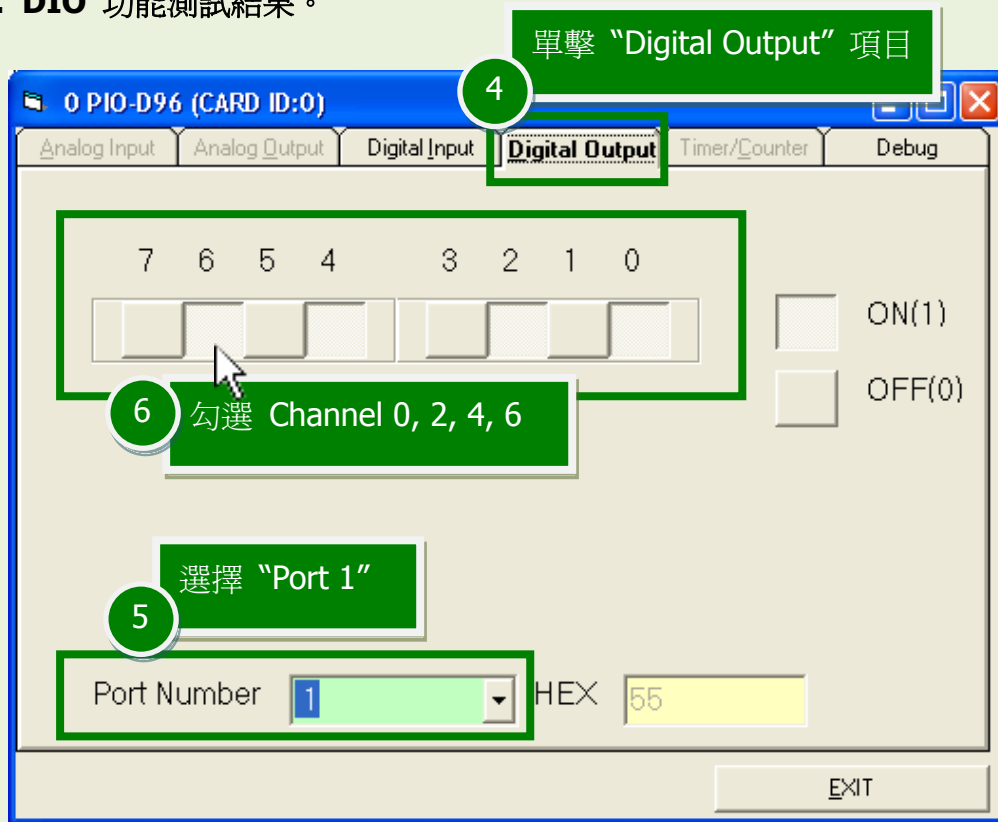 DIO 功能測試結果。
單擊 “Digital Output” 項目
4
0 PIO-D96 (CARD ID:0)
Analog Input Analog Output Digital Input Digital Output Timer/Counter Debug
7 6 5 4 3 2 1 0
ON(1)
OFF(0)
6 勾選 Channel 0, 2, 4, 6
選擇 “Port 1”
5
Port Number 1 HEX 55
EXIT